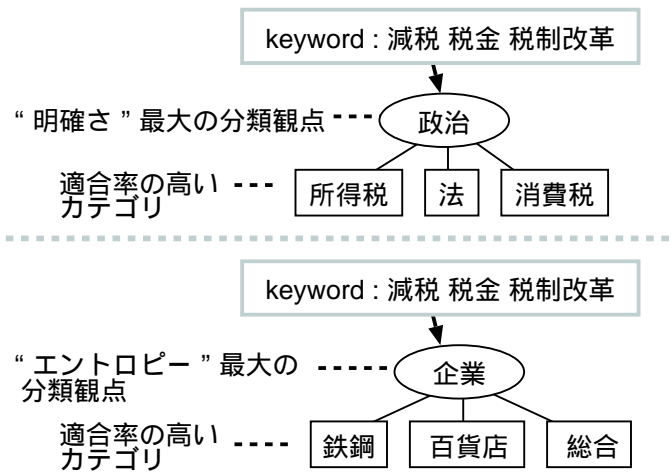 keyword : 減税 税金 税制改革
“ 明確さ ” 最大の分類観点
政治
適合率の高い
カテゴリ
所得税 法 消費税
keyword : 減税 税金 税制改革
“ エントロピー ” 最大の
分類観点
企業
適合率の高い
カテゴリ
鉄鋼 百貨店 総合